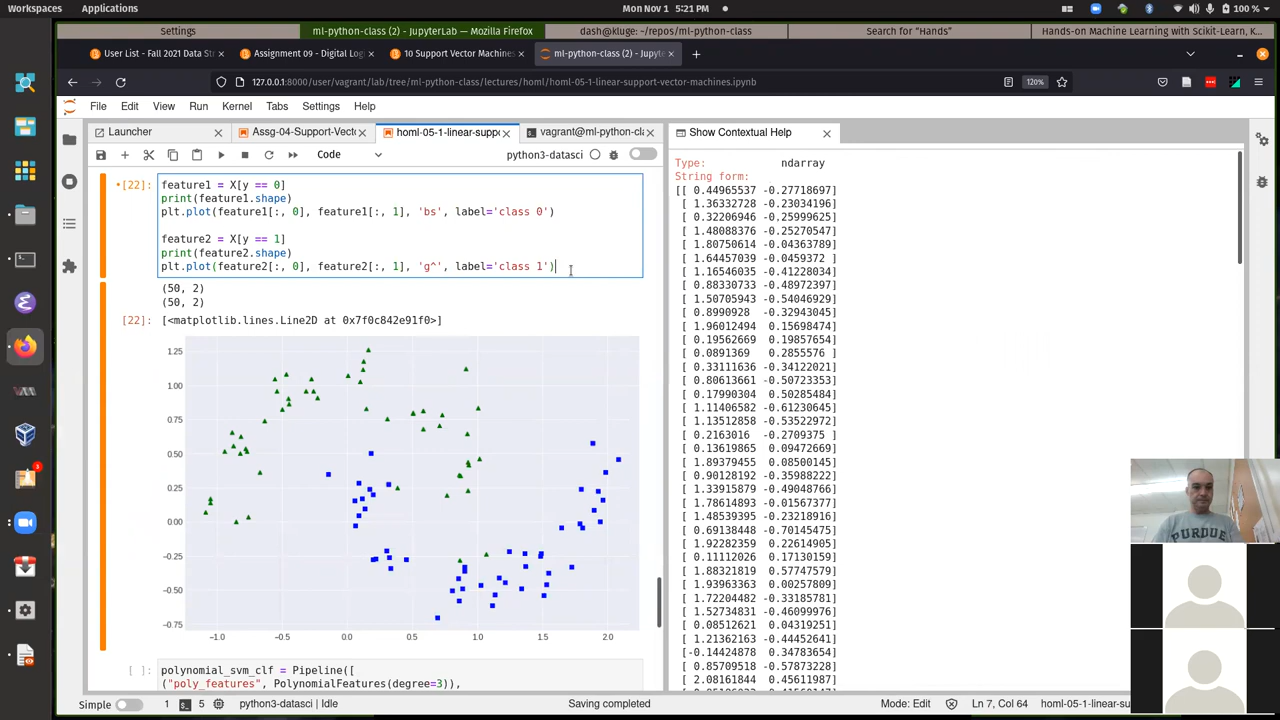 Workspaces Applications Mon Nov 1 5:21 PM 100 %
Settings ml-python-class (2) - JupyterLab — Mozilla Firefox dash@kluge: ~/repos/ml-python-class Search for "Hands" Hands-on Machine Learning with Scikit-Learn, K...
User List - Fall 2021 Data St Assignment 09 - Digital Logi 10 Support Vector Machines ml-python-class (2) - Jupyte
127.0.0.1:8000/user/vagrant/lab/tree/ml-python-class/lectures/homl/homl-05-1-linear-support-vector-machines.ipynb 120%
File Edit View Run Kernel Tabs Settings Help
Launcher Assg-04-Support-Vecto homl-05-1-linear-suppo vagrant@ml-python-cla Show Contextual Help
Code python3-datasci
[22]: feature1 = X[y == 0]
print(feature1.shape)
plt.plot(feature1[:, 0], feature1[:, 1], 'bs', label='class 0')
feature2 = X[y == 1]
print(feature2.shape)
plt.plot(feature2[:, 0], feature2[:, 1], 'g^', label='class 1')
(50, 2)
(50, 2)
[22]: [<matplotlib.lines.Line2D at 0x7f0c842e91f0>]
1.25
1.00
0.75
0.50
0.25
0.00
−0.25
−0.50
−0.75
−1.0 −0.5 0.0 0.5 1.0 1.5 2.0
[ ]: polynomial_svm_clf = Pipeline([
("poly_features", PolynomialFeatures(degree=3)),
Type: ndarray
String form:
[[ 0.44965537 -0.27718697]
[ 1.36332728 -0.23034196]
[ 0.32206946 -0.25999625]
[ 1.48088376 -0.52270547]
[ 1.80750614 -0.04363789]
[ 1.64457039 0.0459372 ]
[ 1.16546035 -0.41228034]
[ 0.88330733 -0.48972397]
[ 1.50705943 -0.54046929]
[ 0.8990928 -0.32943045]
[ 1.96012494 0.15698474]
[ 0.19562669 0.19857654]
[ 0.0891369 0.2855576 ]
[ 0.33111636 -0.34122021]
[ 0.80613661 -0.50723353]
[ 0.17990304 0.50285484]
[ 1.11406582 -0.61230645]
[ 1.13512858 -0.53522972]
[ 0.2163016 -0.2709375 ]
[ 0.13619865 0.09472669]
[ 1.89379455 0.08500145]
[ 0.90128192 -0.35988222]
[ 1.33915879 -0.49048766]
[ 1.78614893 -0.01567377]
[ 1.48539395 -0.23218916]
[ 0.69138448 -0.70145475]
[ 1.92282359 0.22614905]
[ 0.11112026 0.17130159]
[ 1.88331224 0.57747579]
[ 1.93963341 0.00257809]
[ 1.72204482 -0.33185781]
[ 1.52734831 -0.46099976]
[ 0.08512621 0.04319251]
[ 1.21362163 -0.44452641]
[-0.14424878 0.34783654]
[ 0.85709518 -0.57873228]
[ 2.08161844 0.45611987]
PURDUE
Simple 1 5 python3-datasci | Idle Saving completed Mode: Edit Ln 7, Col 64 homl-05-1-linear-su